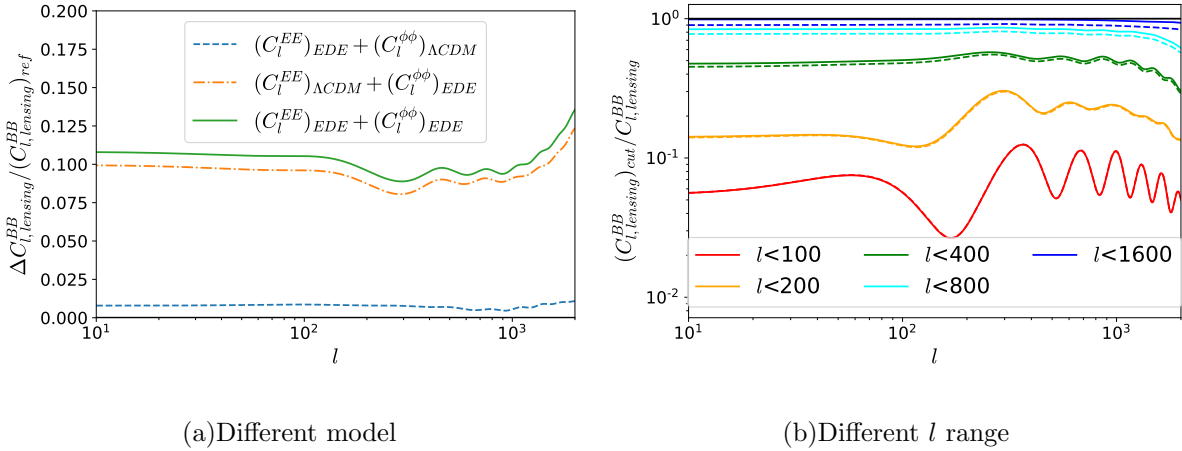 0.200
0.175
0.150
0.125
0.100
0.075
0.050
0.025
0.000
ΔC_{l,lensing}^{BB}/(C_{l,lensing}^{BB})_{ref}
(C_l^{EE})_{EDE} + (C_l^{ϕϕ})_{ΛCDM}
(C_l^{EE})_{ΛCDM} + (C_l^{ϕϕ})_{EDE}
(C_l^{EE})_{EDE} + (C_l^{ϕϕ})_{EDE}
10^1 10^2 10^3
l
(a)Different model
10^0
10^{-1}
10^{-2}
(C_{l,lensing}^{BB})_{cut}/C_{l,lensing}^{BB}
l<100 l<400 l<1600
l<200 l<800
10^1 10^2 10^3
l
(b)Different l range